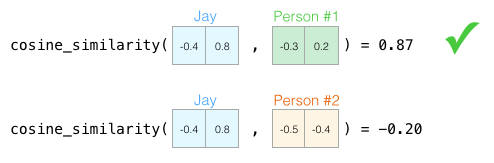 Jay Person #1
cosine_similarity( -0.4 0.8 , -0.3 0.2 ) = 0.87
Jay Person #2
cosine_similarity( -0.4 0.8 , -0.5 -0.4 ) = -0.20